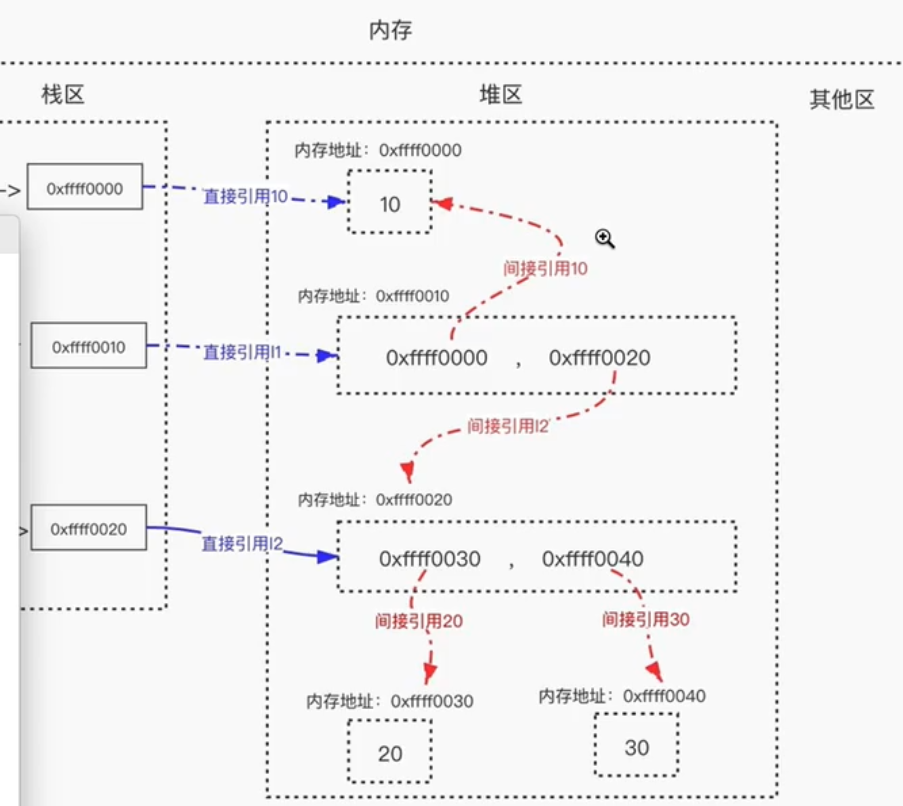 内存
栈区
堆区
其他区
内存地址：0xffff0000
->
0xffff0000
直接引用10
10
间接引用10
内存地址：0xffff0010
0xffff0010
直接引用l1
0xffff0000 , 0xffff0020
间接引用l2
内存地址：0xffff0020
>
0xffff0020
直接引用l2
0xffff0030 , 0xffff0040
间接引用20
间接引用30
内存地址：0xffff0030
内存地址：0xffff0040
20
30